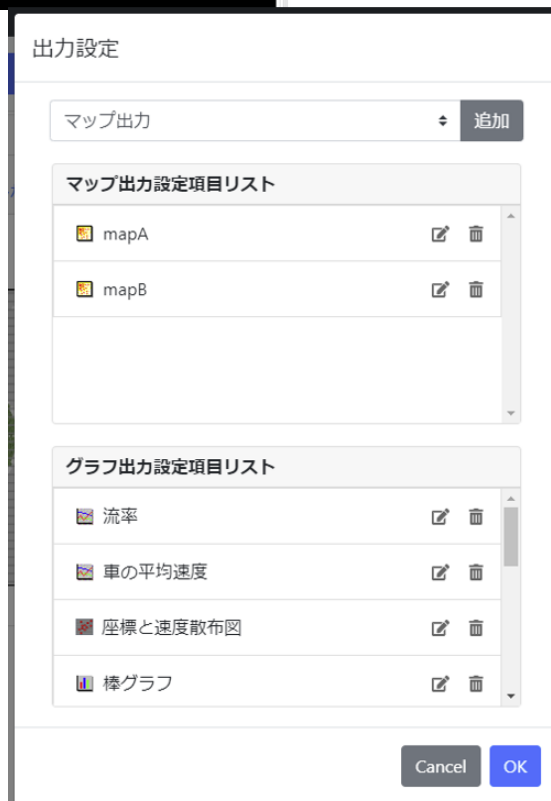 出力設定
マップ出力
追加
マップ出力設定項目リスト
mapA
mapB
グラフ出力設定項目リスト
流率
車の平均速度
座標と速度散布図
棒グラフ
Cancel
OK